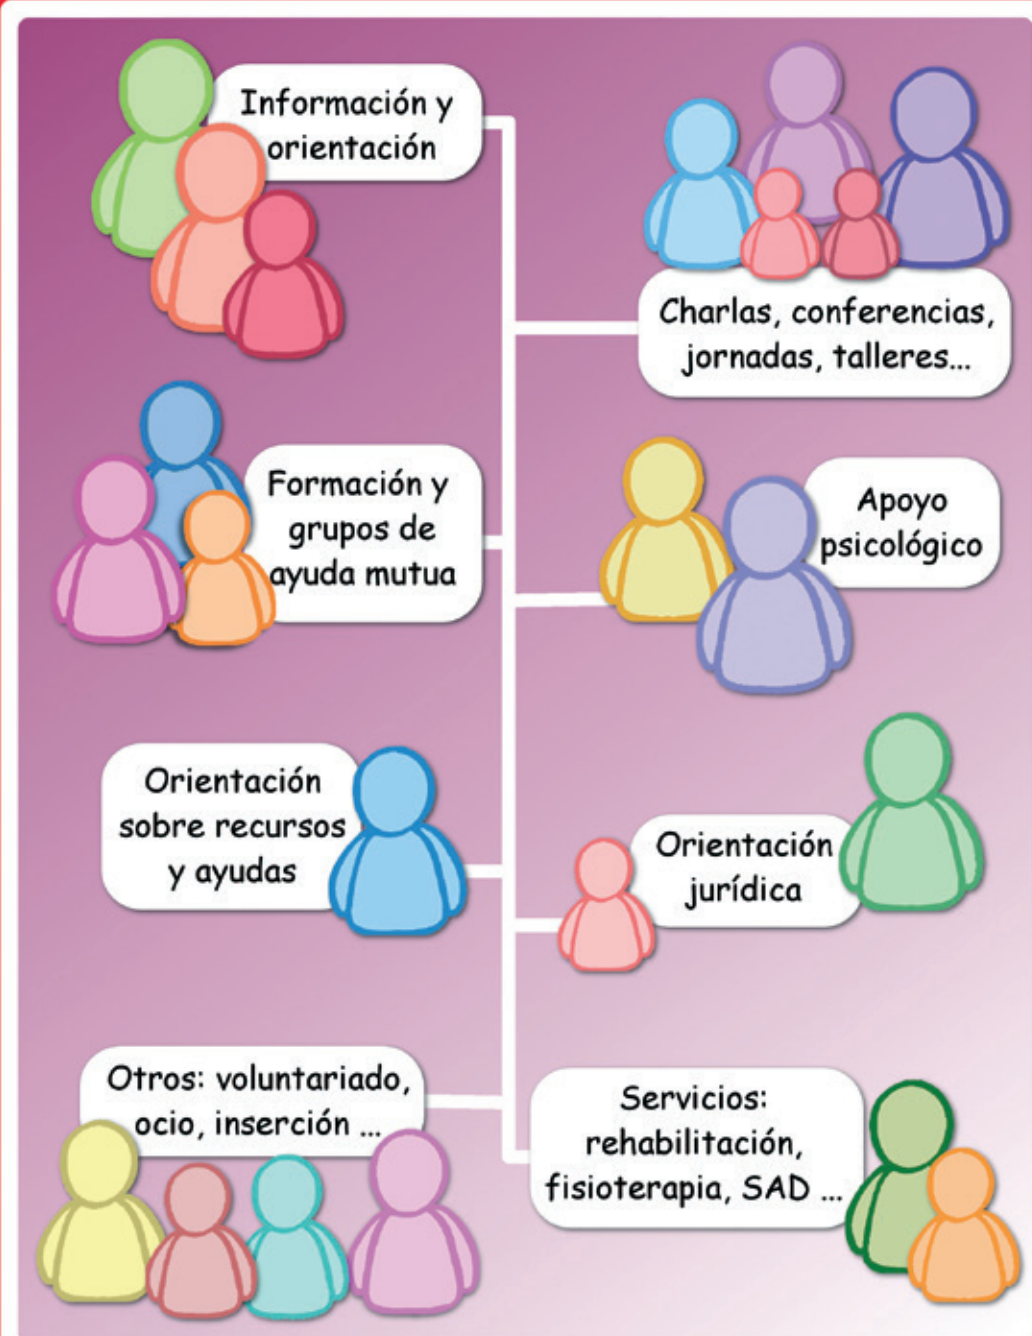 Información y
orientación
Charlas, conferencias,
jornadas, talleres...
Formación y
grupos de
ayuda mutua
Apoyo
psicológico
Orientación
sobre recursos
y ayudas
Orientación
jurídica
Otros: voluntariado,
ocio, inserción ...
Servicios:
rehabilitación,
fisioterapia, SAD ...